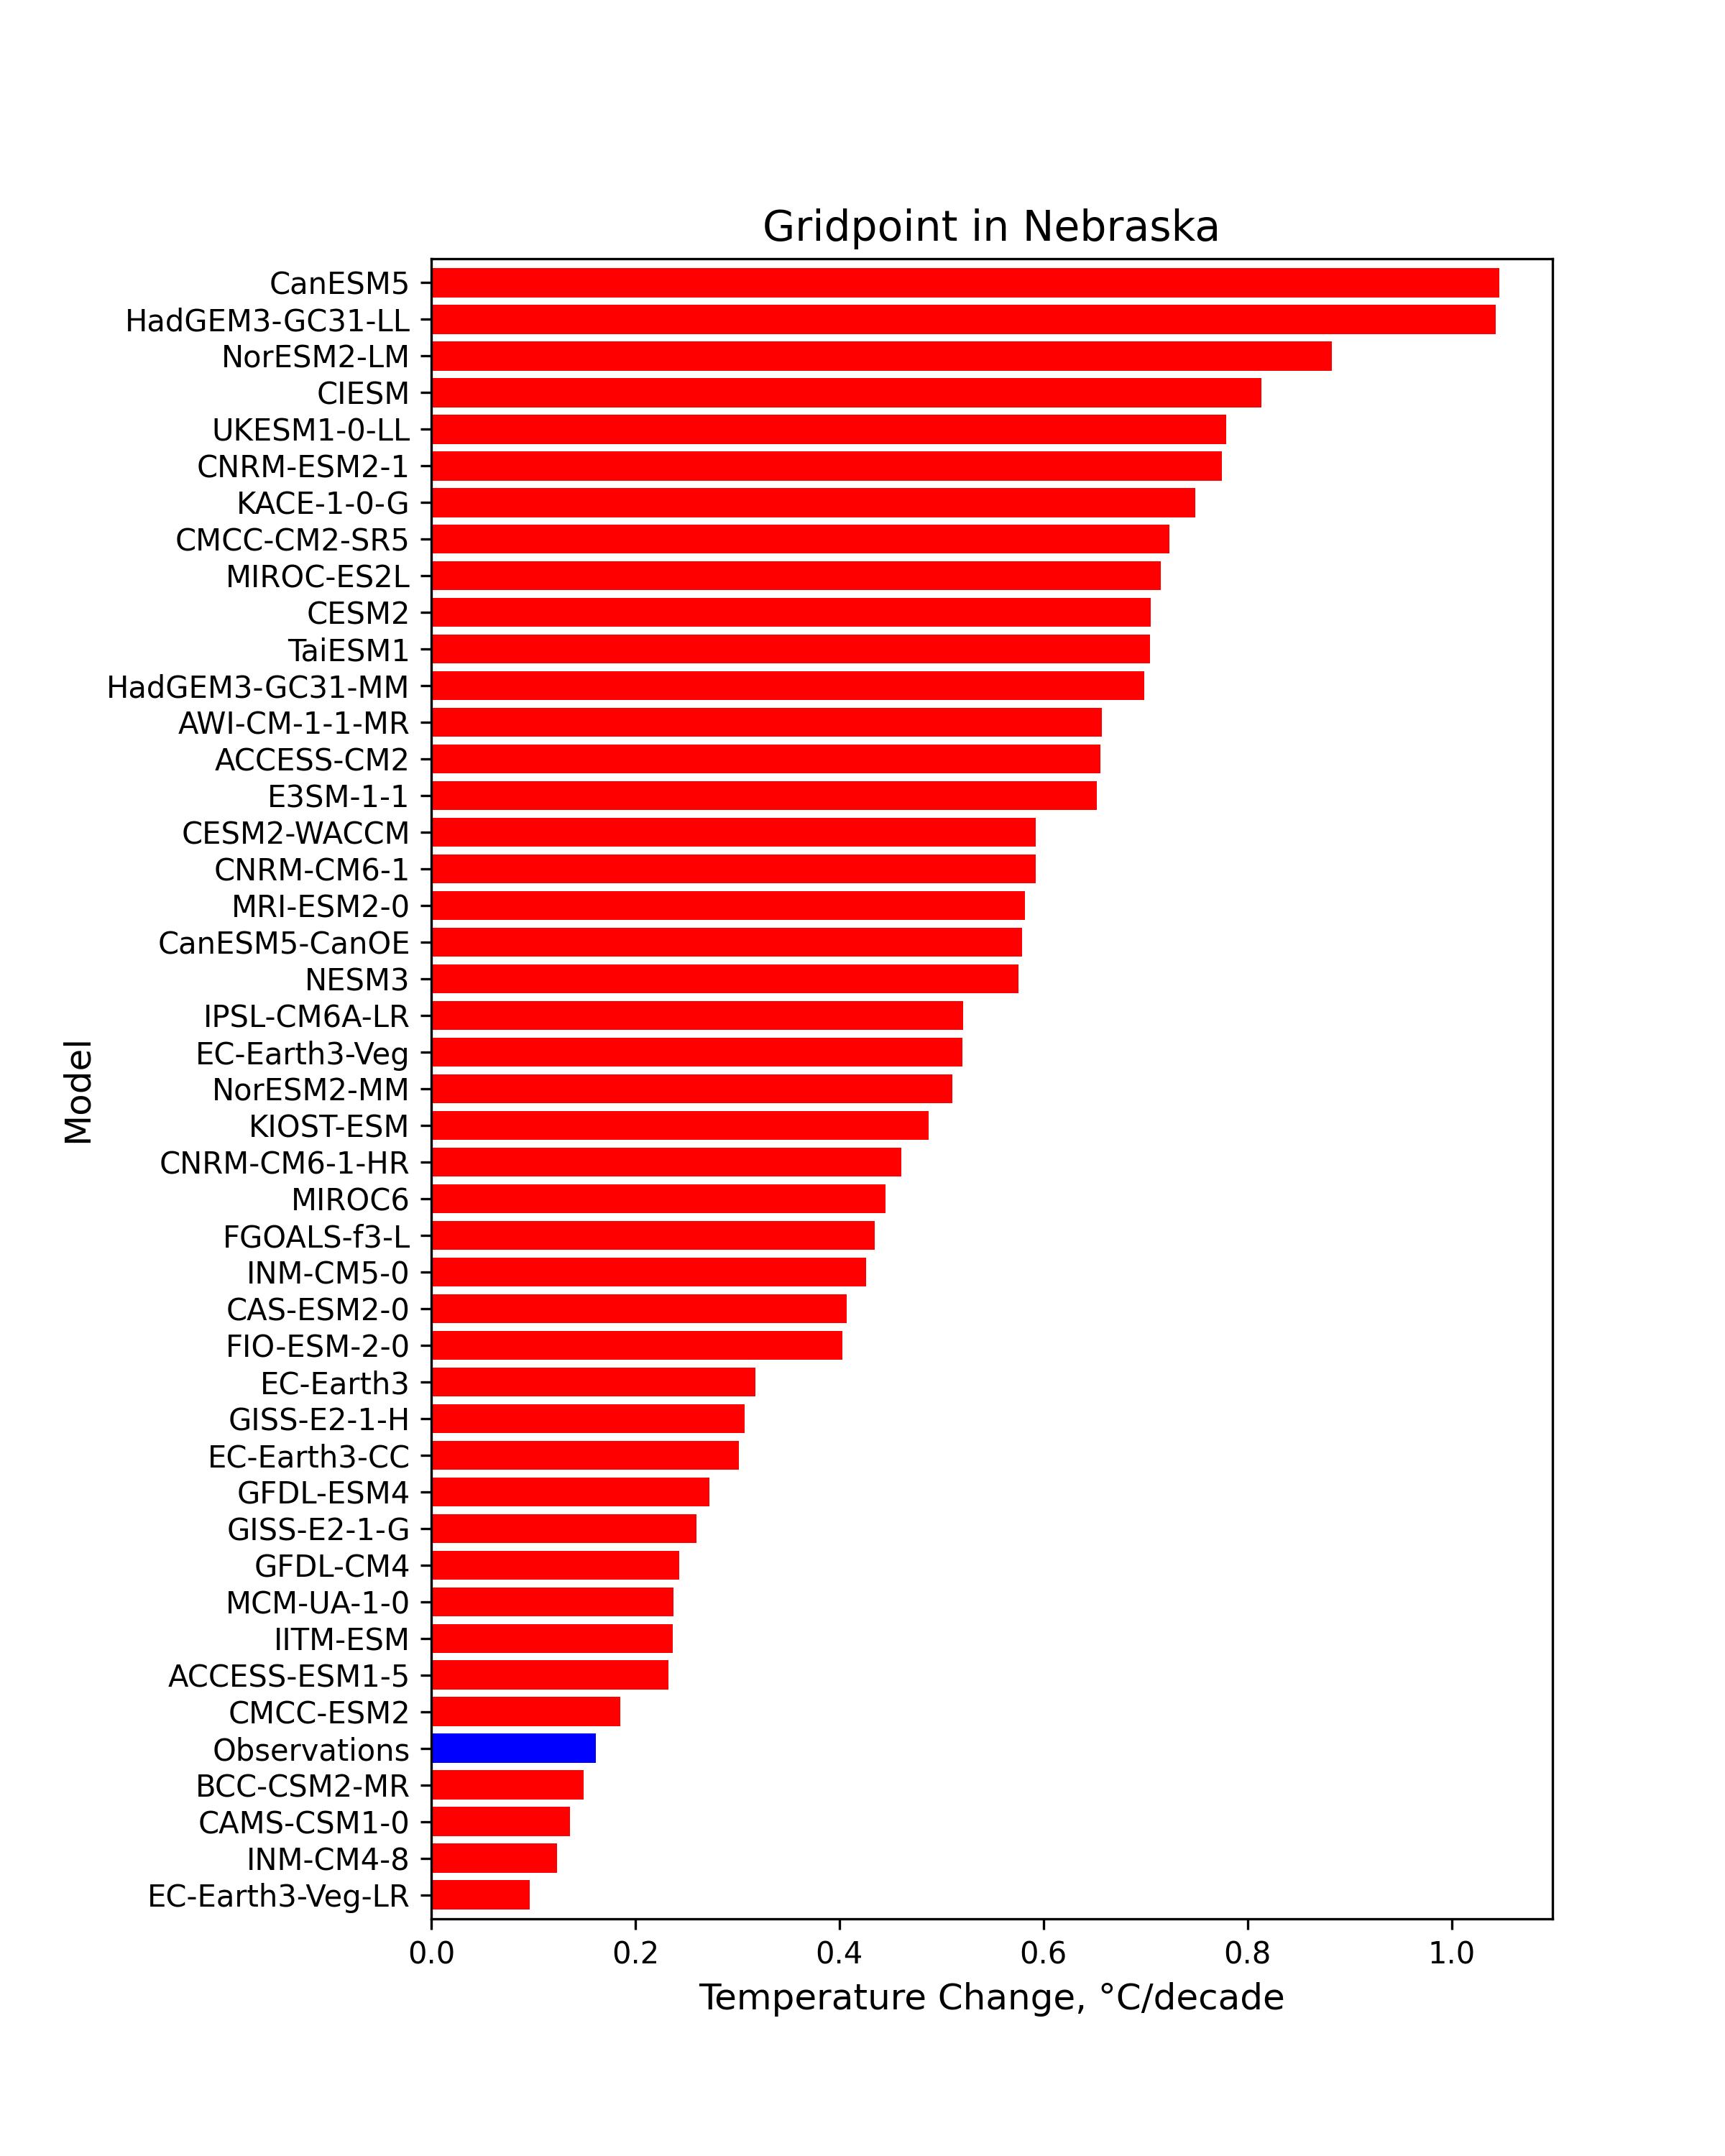 Gridpoint in Nebraska
CanESM5
HadGEM3-GC31-LL
NorESM2-LM
CIESM
UKESM1-0-LL
CNRM-ESM2-1
KACE-1-0-G
CMCC-CM2-SR5
MIROC-ES2L
CESM2
TaiESM1
HadGEM3-GC31-MM
AWI-CM-1-1-MR
ACCESS-CM2
E3SM-1-1
CESM2-WACCM
CNRM-CM6-1
MRI-ESM2-0
CanESM5-CanOE
NESM3
IPSL-CM6A-LR
EC-Earth3-Veg
NorESM2-MM
KIOST-ESM
CNRM-CM6-1-HR
MIROC6
FGOALS-f3-L
INM-CM5-0
CAS-ESM2-0
FIO-ESM-2-0
EC-Earth3
GISS-E2-1-H
EC-Earth3-CC
GFDL-ESM4
GISS-E2-1-G
GFDL-CM4
MCM-UA-1-0
IITM-ESM
ACCESS-ESM1-5
CMCC-ESM2
Observations
BCC-CSM2-MR
CAMS-CSM1-0
INM-CM4-8
EC-Earth3-Veg-LR
Model
0.0 0.2 0.4 0.6 0.8 1.0
Temperature Change, °C/decade